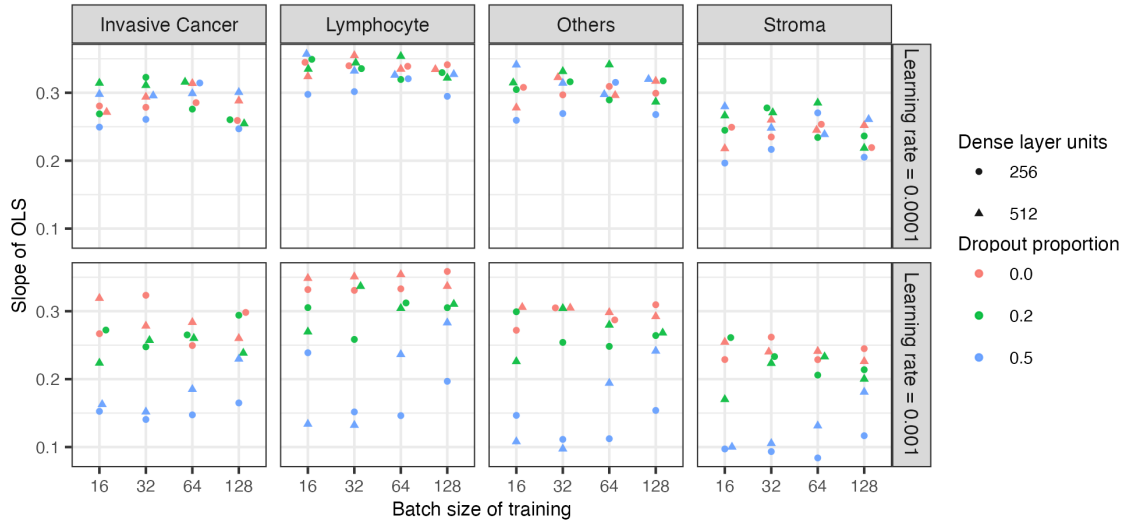 Invasive Cancer Lymphocyte Others Stroma
0.3
0.2
0.1
Learning rate = 0.0001
0.3
0.2
0.1
Learning rate = 0.001
Slope of OLS
16 32 64 128 16 32 64 128 16 32 64 128 16 32 64 128
Batch size of training
Dense layer units
256
512
Dropout proportion
0.0
0.2
0.5